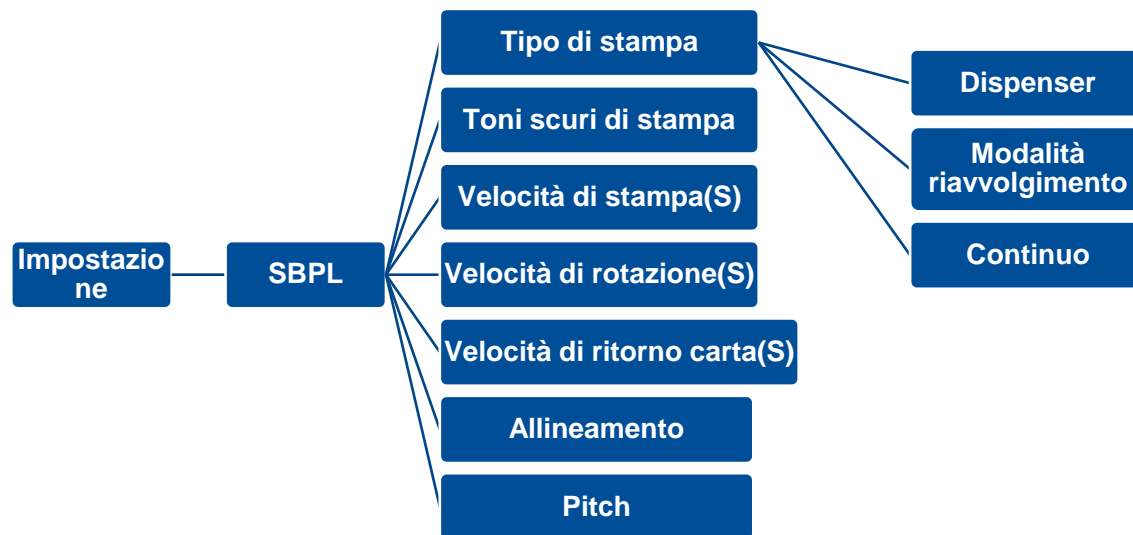 Impostazio
ne
SBPL
Tipo di stampa
Toni scuri di stampa
Velocità di stampa(S)
Velocità di rotazione(S)
Velocità di ritorno carta(S)
Allineamento
Pitch
Dispenser
Modalità
riavvolgimento
Continuo